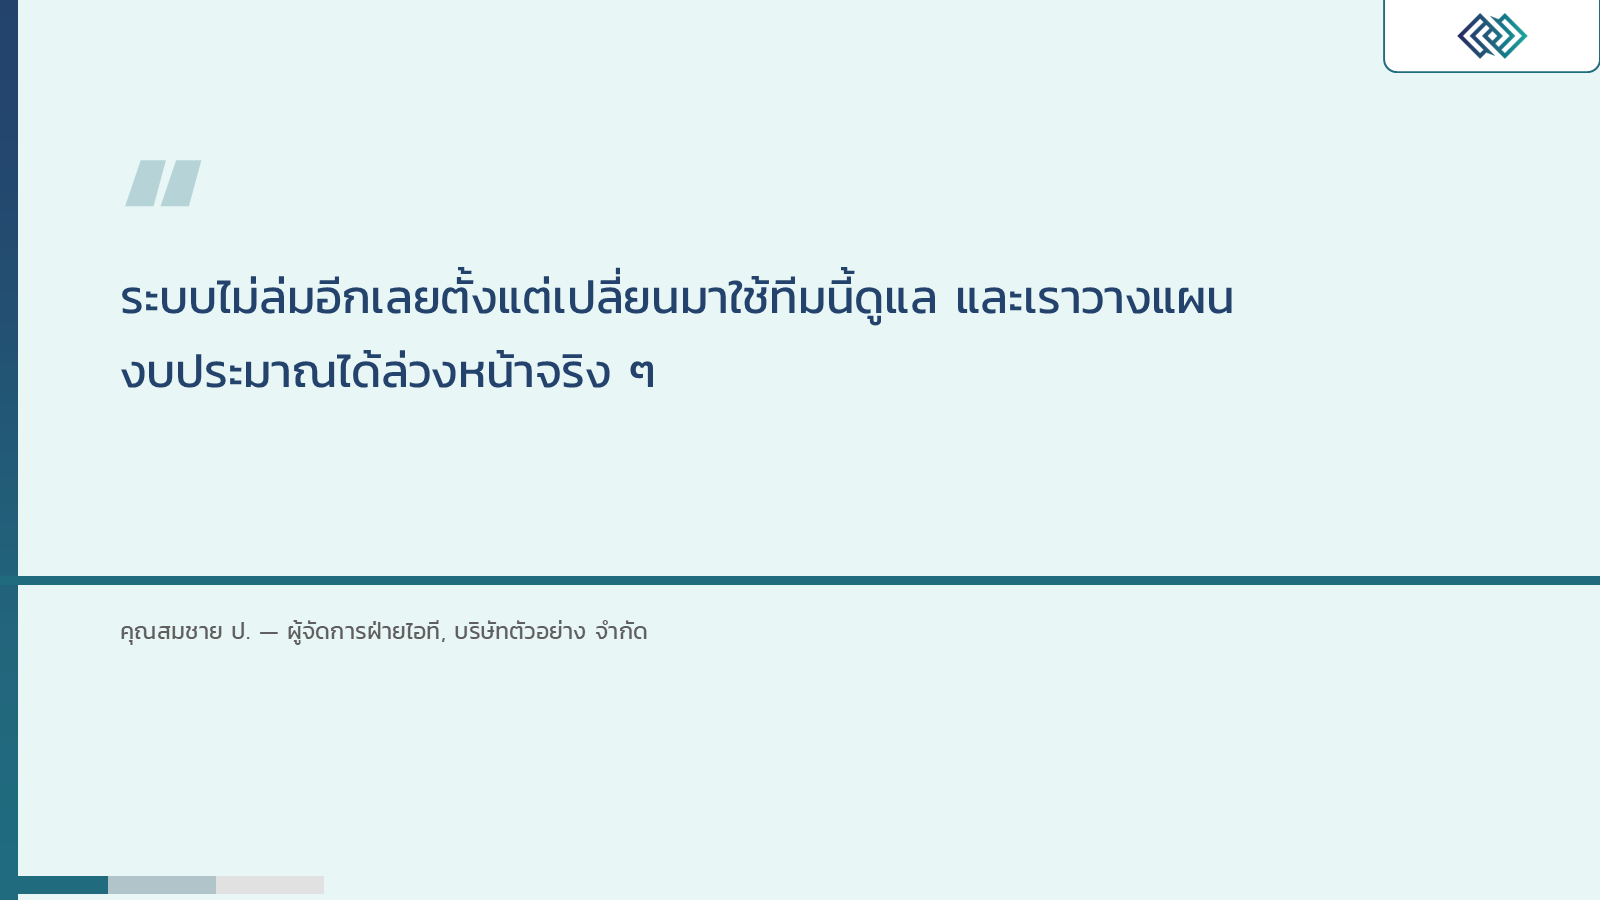 ระบบไม่ล่มอีกเลยตั้งแต่เปลี่ยนมาใช้ทีมนี้ดูแล และเราวางแผน
งบประมาณได้ล่วงหน้าจริง ๆ
คุณสมชาย ป. — ผู้จัดการฝ่ายไอที, บริษัทตัวอย่าง จำกัด